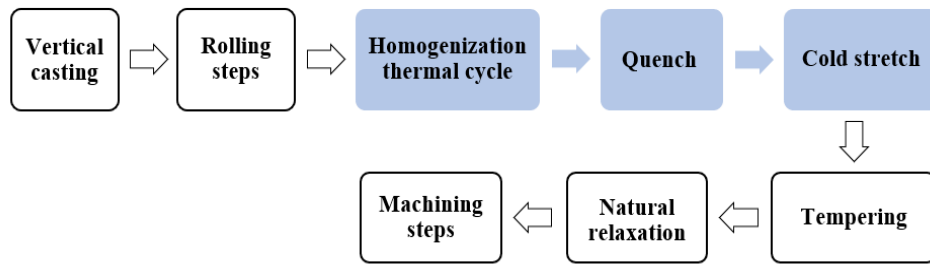 Vertical
casting
Rolling
steps
Homogenization
thermal cycle
Quench
Cold stretch
Tempering
Natural
relaxation
Machining
steps